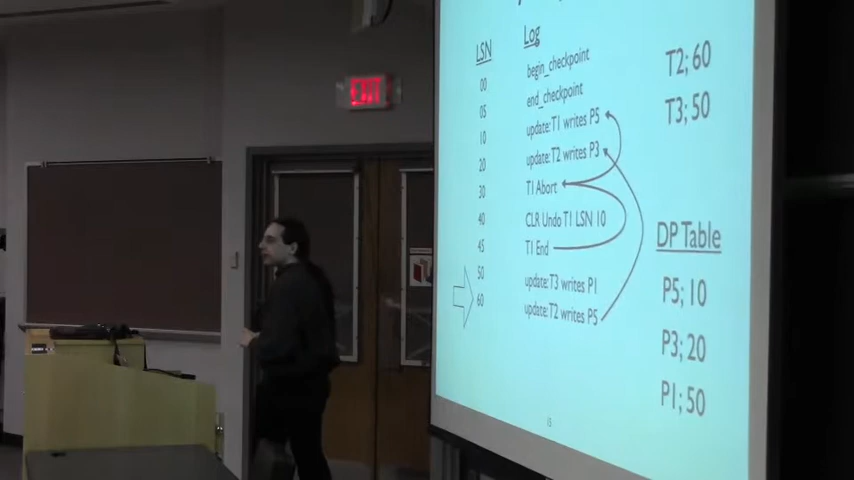 EXIT
LSN Log
00 begin_checkpoint
05 end_checkpoint
10 update: T1 writes P5
20 update: T2 writes P3
30 T1 Abort
40 CLR Undo T1 LSN 10
45 T1 End
50 update: T3 writes P1
60 update: T2 writes P5
T2; 60
T3; 50
DP Table
P5; 10
P3; 20
P1; 50
15